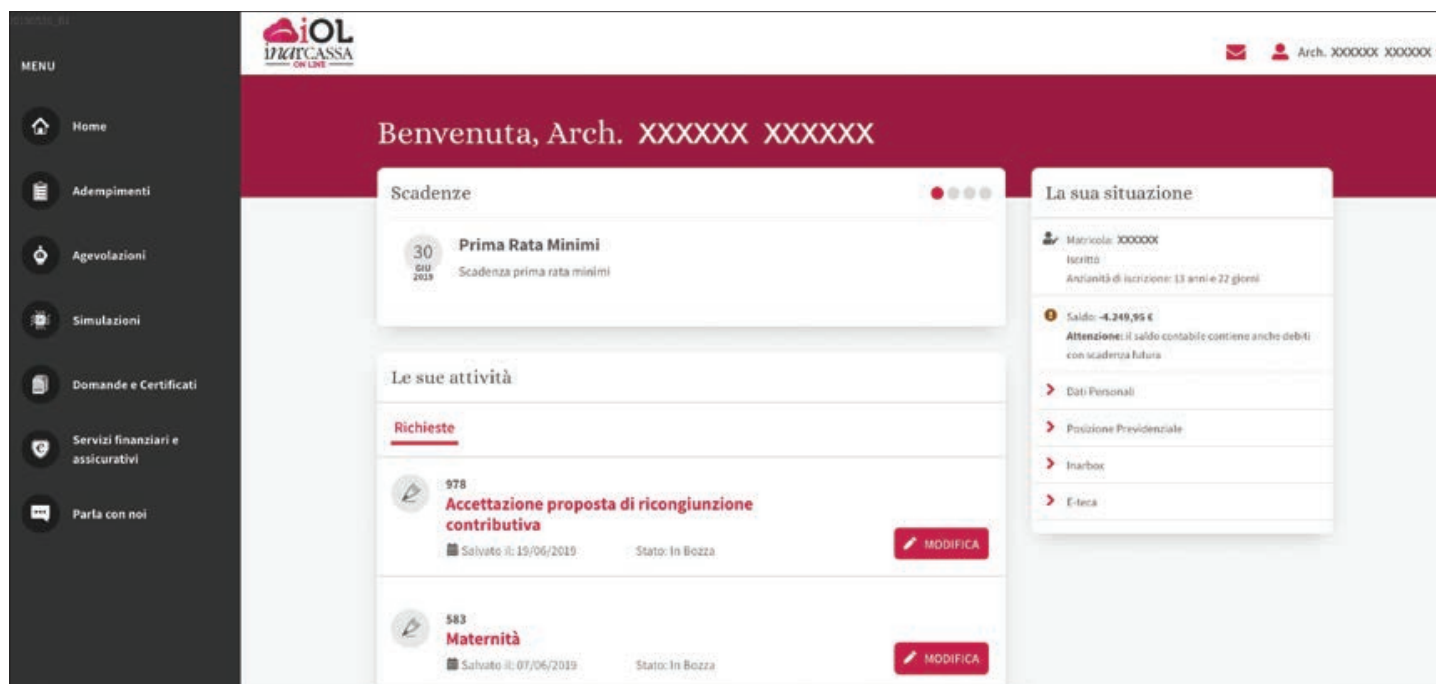 MENU
Home
Adempimenti
Agevolazioni
Simulazioni
Domande e Certificati
Servizi finanziari e
assicurativi
Parla con noi
iOL
inarCASSA
ON LINE
Arch. XXXXXX XXXXXX
Benvenuta, Arch. XXXXXX XXXXXX
Scadenze
30
GIU
2019
Prima Rata Minimi
Scadenza prima rata minimi
Le sue attività
Richieste
978
Accettazione proposta di ricongiunzione
contributiva
Salvato il: 19/06/2019 Stato: In Bozza
MODIFICA
583
Maternità
Salvato il: 07/06/2019 Stato: In Bozza
MODIFICA
La sua situazione
Matricola: XXXXXX
Iscritto
Anzianità di iscrizione: 13 anni e 22 giorni
Saldo: -4.249,95 €
Attenzione: il saldo contabile contiene anche debiti
con scadenza futura
Dati Personali
Posizione Previdenziale
Inarbox
E-teca